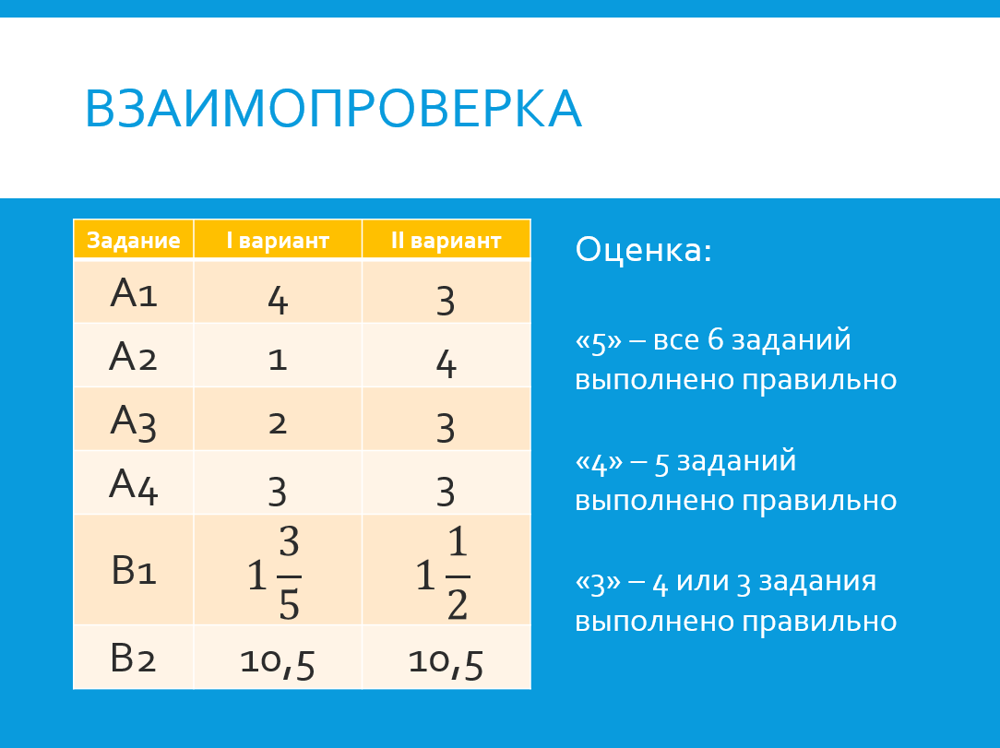 ВЗАИМОПРОВЕРКА
Задание I вариант II вариант
А1 4 3
А2 1 4
А3 2 3
А4 3 3
В1 1 3/5 1 1/2
В2 10,5 10,5
Оценка:
«5» – все 6 заданий
выполнено правильно
«4» – 5 заданий
выполнено правильно
«3» – 4 или 3 задания
выполнено правильно